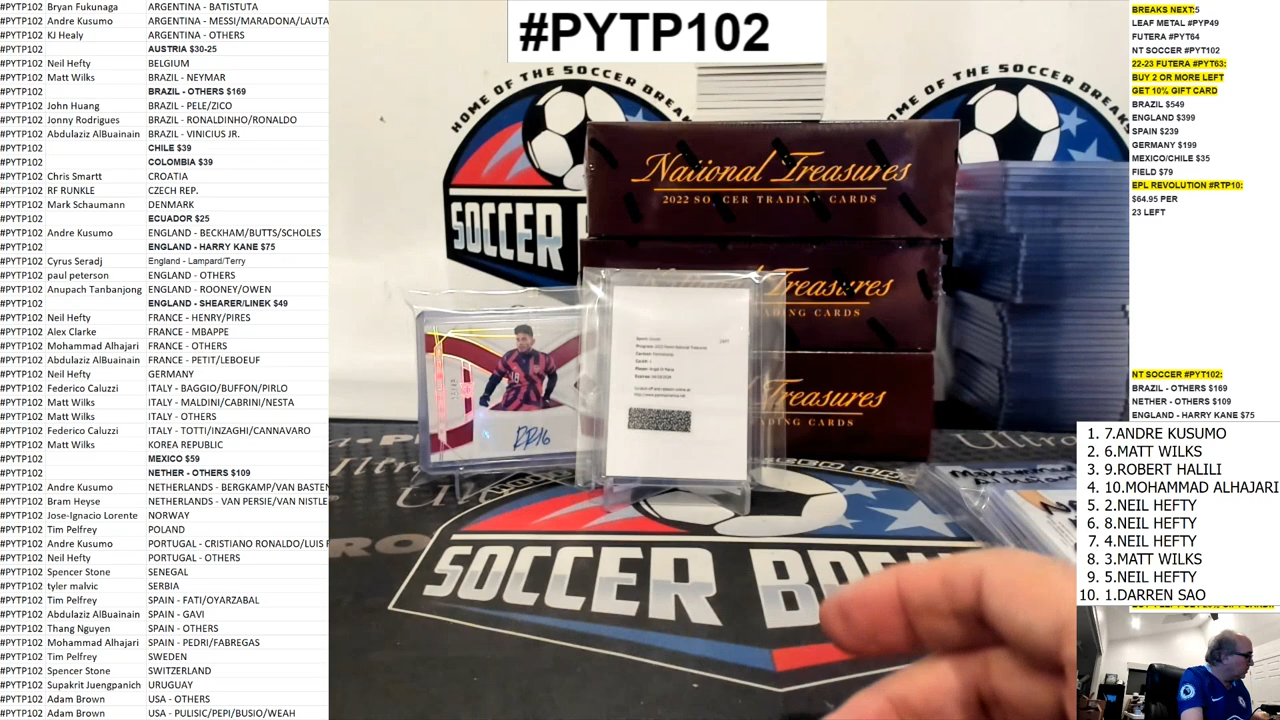 #PYTP102 Bryan Fukunaga ARGENTINA - BATISTUTA
#PYTP102 Andre Kusumo ARGENTINA - MESSI/MARADONA/LAUTA
#PYTP102 KJ Healy ARGENTINA - OTHERS
#PYTP102 AUSTRIA $30-25
#PYTP102 Neil Hefty BELGIUM
#PYTP102 Matt Wilks BRAZIL - NEYMAR
#PYTP102 BRAZIL - OTHERS $169
#PYTP102 John Huang BRAZIL - PELE/ZICO
#PYTP102 Jonny Rodrigues BRAZIL - RONALDINHO/RONALDO
#PYTP102 Abdulaziz AlBuainain BRAZIL - VINICIUS JR.
#PYTP102 CHILE $39
#PYTP102 COLOMBIA $39
#PYTP102 Chris Smartt CROATIA
#PYTP102 RF RUNKLE CZECH REP.
#PYTP102 Mark Schaumann DENMARK
#PYTP102 ECUADOR $25
#PYTP102 Andre Kusumo ENGLAND - BECKHAM/BUTTS/SCHOLES
#PYTP102 ENGLAND - HARRY KANE $75
#PYTP102 Cyrus Seradj England - Lampard/Terry
#PYTP102 paul peterson ENGLAND - OTHERS
#PYTP102 Anupach Tanbanjong ENGLAND - ROONEY/OWEN
#PYTP102 ENGLAND - SHEARER/LINEK $49
#PYTP102 Neil Hefty FRANCE - HENRY/PIRES
#PYTP102 Alex Clarke FRANCE - MBAPPE
#PYTP102 Mohammad Alhajari FRANCE - OTHERS
#PYTP102 Abdulaziz AlBuainain FRANCE - PETIT/LEBOEUF
#PYTP102 Neil Hefty GERMANY
#PYTP102 Federico Caluzzi ITALY - BAGGIO/BUFFON/PIRLO
#PYTP102 Matt Wilks ITALY - MALDINI/CABRINI/NESTA
#PYTP102 Matt Wilks ITALY - OTHERS
#PYTP102 Federico Caluzzi ITALY - TOTTI/INZAGHI/CANNAVARO
#PYTP102 Matt Wilks KOREA REPUBLIC
#PYTP102 MEXICO $59
#PYTP102 NETHER - OTHERS $109
#PYTP102 Andre Kusumo NETHERLANDS - BERGKAMP/VAN BASTEN
#PYTP102 Bram Heyse NETHERLANDS - VAN PERSIE/VAN NISTLE
#PYTP102 Jose-Ignacio Lorente NORWAY
#PYTP102 Tim Pelfrey POLAND
#PYTP102 Andre Kusumo PORTUGAL - CRISTIANO RONALDO/LUIS F
#PYTP102 Neil Hefty PORTUGAL - OTHERS
#PYTP102 Spencer Stone SENEGAL
#PYTP102 tyler malvic SERBIA
#PYTP102 Tim Pelfrey SPAIN - FATI/OYARZABAL
#PYTP102 Abdulaziz AlBuainain SPAIN - GAVI
#PYTP102 Thang Nguyen SPAIN - OTHERS
#PYTP102 Mohammad Alhajari SPAIN - PEDRI/FABREGAS
#PYTP102 Tim Pelfrey SWEDEN
#PYTP102 Spencer Stone SWITZERLAND
#PYTP102 Supakrit Juengpanich URUGUAY
#PYTP102 Adam Brown USA - OTHERS
#PYTP102 Adam Brown USA - PULISIC/PEPI/BUSIO/WEAH
#PYTP102
HOME OF THE SOCCER BREAK
SOCCER
National Treasures
2022 SOCCER TRADING CARDS
Treasures
TRADING CARDS
Treasures
CARDS
RP16
SOCCER BRE
BREAKS NEXT:5
LEAF METAL #PYP49
FUTERA #PYT64
NT SOCCER #PYT102
22-23 FUTERA #PYT63:
BUY 2 OR MORE LEFT
GET 10% GIFT CARD
BRAZIL $549
ENGLAND $399
SPAIN $239
GERMANY $199
MEXICO/CHILE $35
FIELD $79
EPL REVOLUTION #RTP10:
$64.95 PER
23 LEFT
NT SOCCER #PYT102:
BRAZIL - OTHERS $169
NETHER - OTHERS $109
ENGLAND - HARRY KANE $75
1. 7.ANDRE KUSUMO
2. 6.MATT WILKS
3. 9.ROBERT HALILI
4. 10.MOHAMMAD ALHAJARI
5. 2.NEIL HEFTY
6. 8.NEIL HEFTY
7. 4.NEIL HEFTY
8. 3.MATT WILKS
9. 5.NEIL HEFTY
10. 1.DARREN SAO